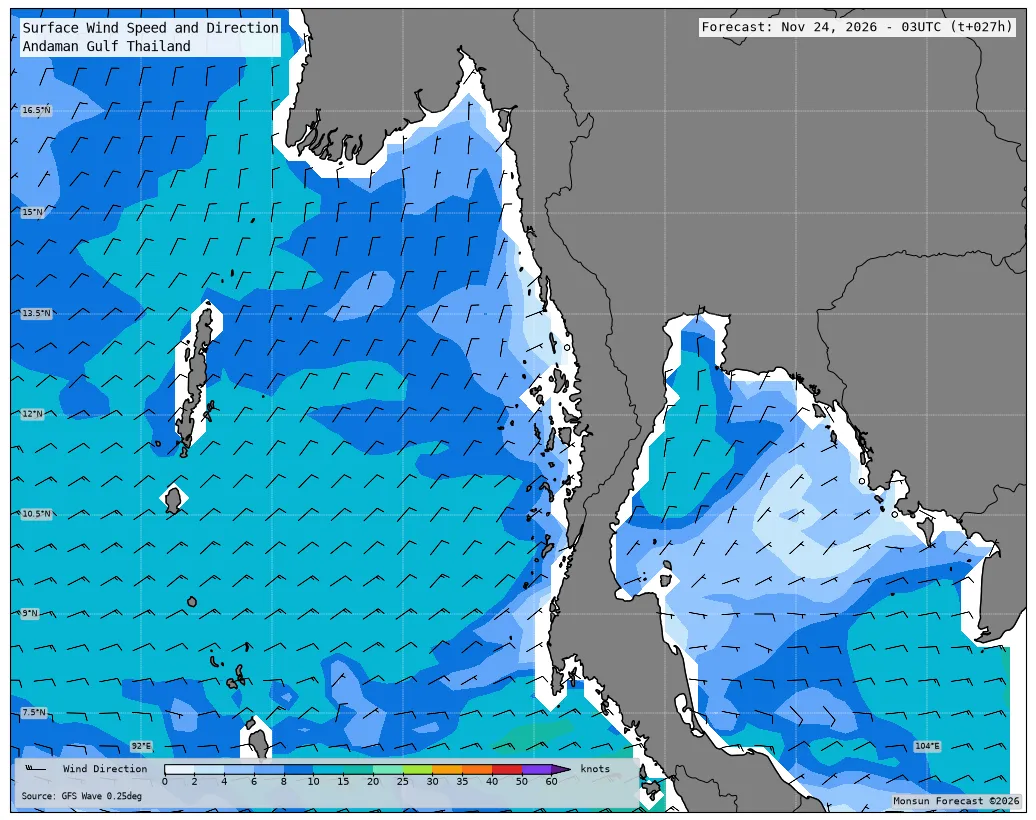 Surface Wind Speed and Direction
Andaman Gulf Thailand
Forecast: Nov 24, 2026 - 03UTC (t+027h)
16.5°N
15°N
13.5°N
12°N
10.5°N
9°N
7.5°N
92°E
104°E
Wind Direction
0 2 4 6 8 10 15 20 25 30 35 40 50 60 knots
Source: GFS Wave 0.25deg
Monsun Forecast ©2026